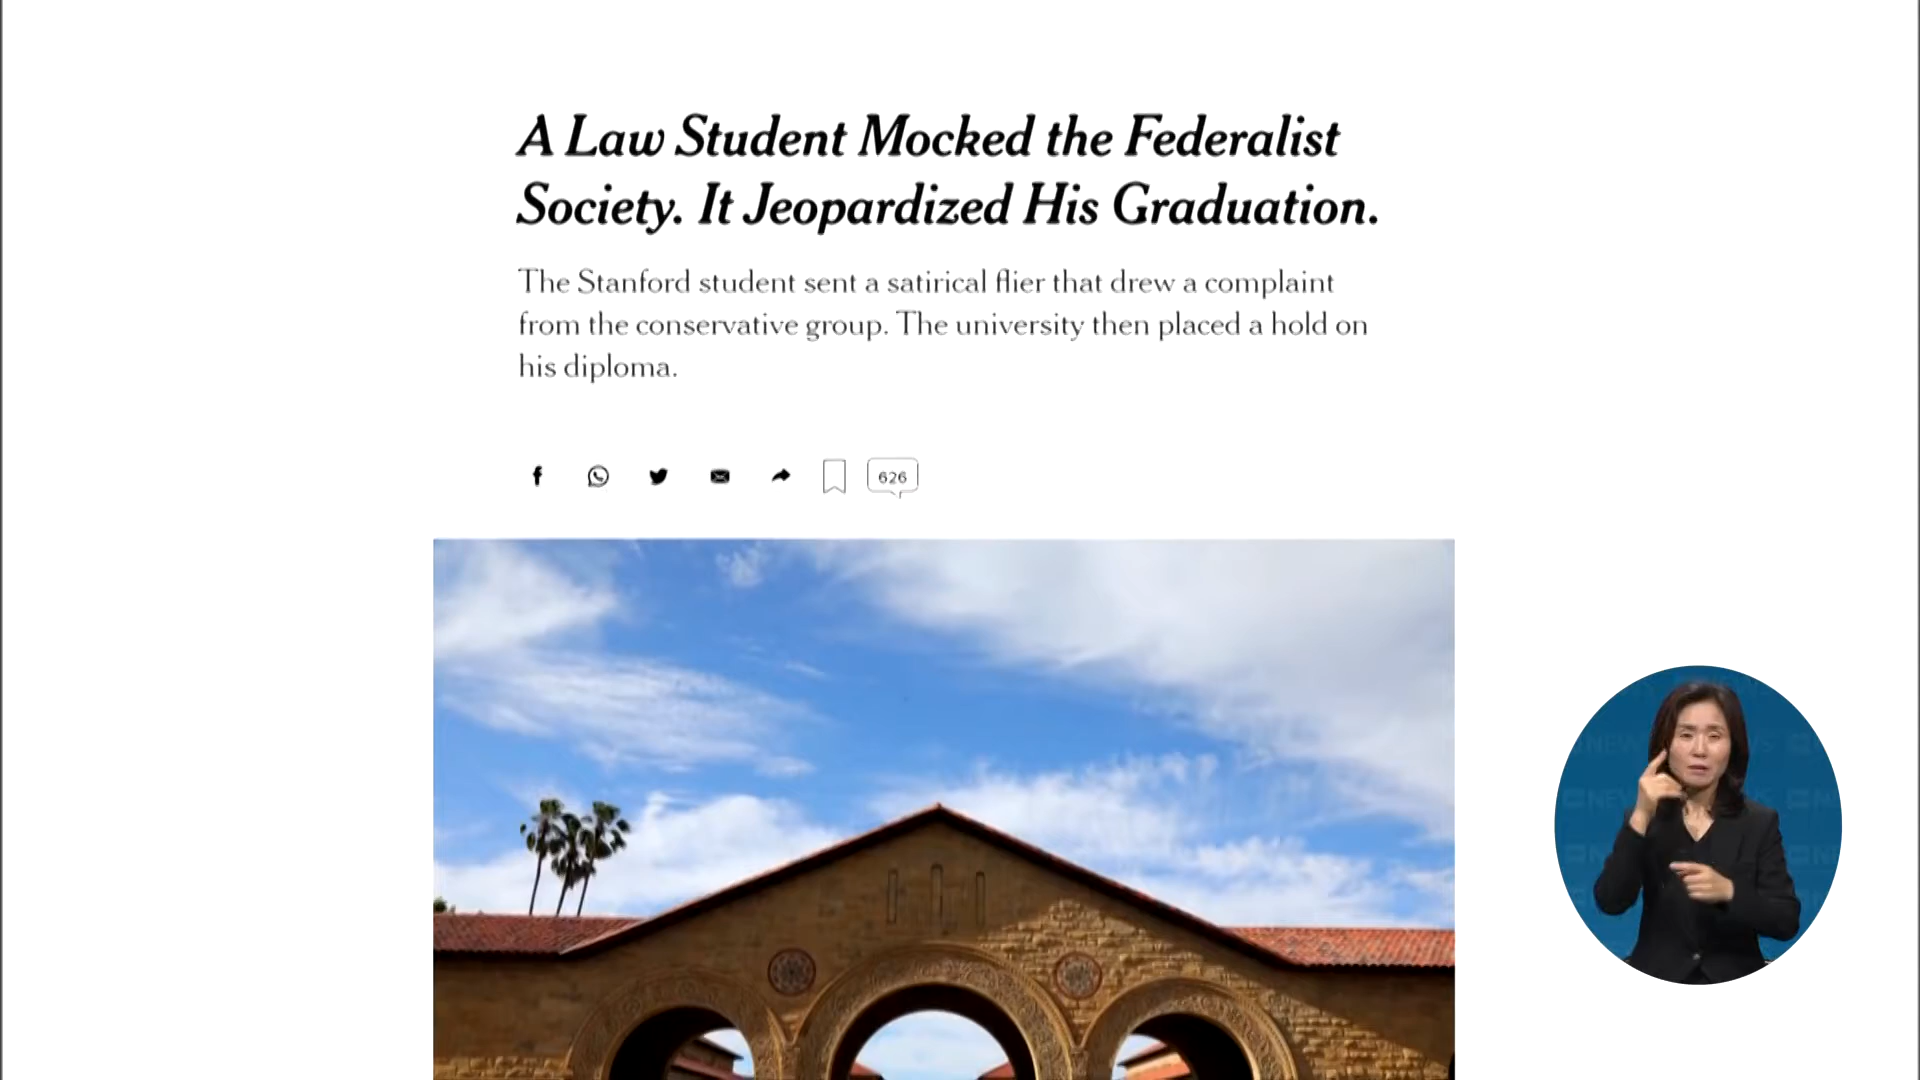 A Law Student Mocked the Federalist
Society. It Jeopardized His Graduation.
The Stanford student sent a satirical flier that drew a complaint
from the conservative group. The university then placed a hold on
his diploma.
626